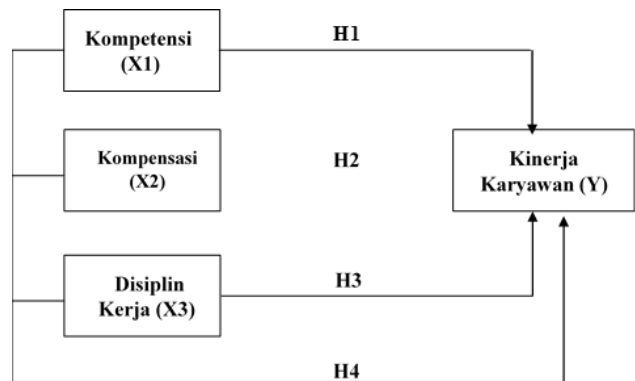 Kompetensi
(X1)
H1
Kompensasi
(X2)
H2
Kinerja
Karyawan (Y)
Disiplin
Kerja (X3)
H3
H4